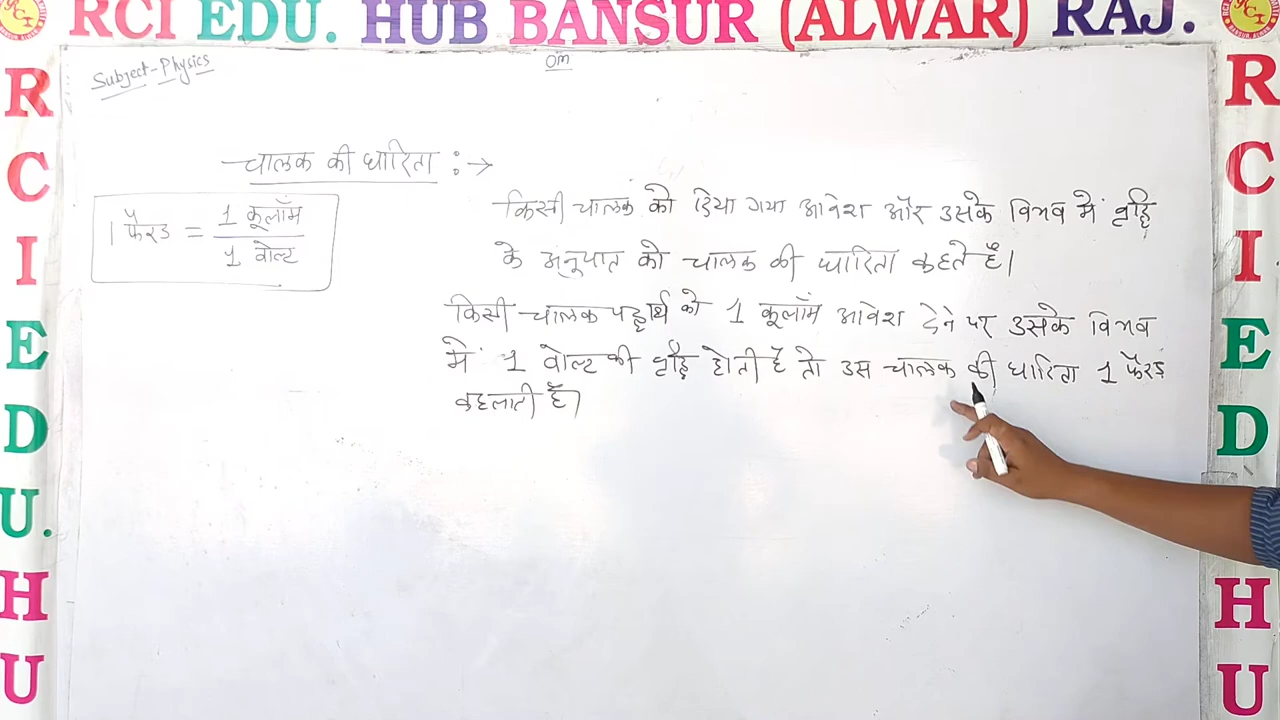 RCI EDU. HUB BANSUR (ALWAR) RAJ.
R
C
I
E
D
U.
H
U
Subject-Physics
Om
चालक की धारिता :→
1 फैरड = 1 कूलॉम / 1 वोल्ट
किसी चालक को दिया गया आवेश और उसके विभव में वृद्धि
के अनुपात को चालक की धारिता कहते हैं।
किसी चालक पदार्थ को 1 कूलॉम आवेश देने पर उसके विभव
में 1 वोल्ट की वृद्धि होती है तो उस चालक की धारिता 1 फैरड
कहलाती है।
R
C
I
E
D
H
U